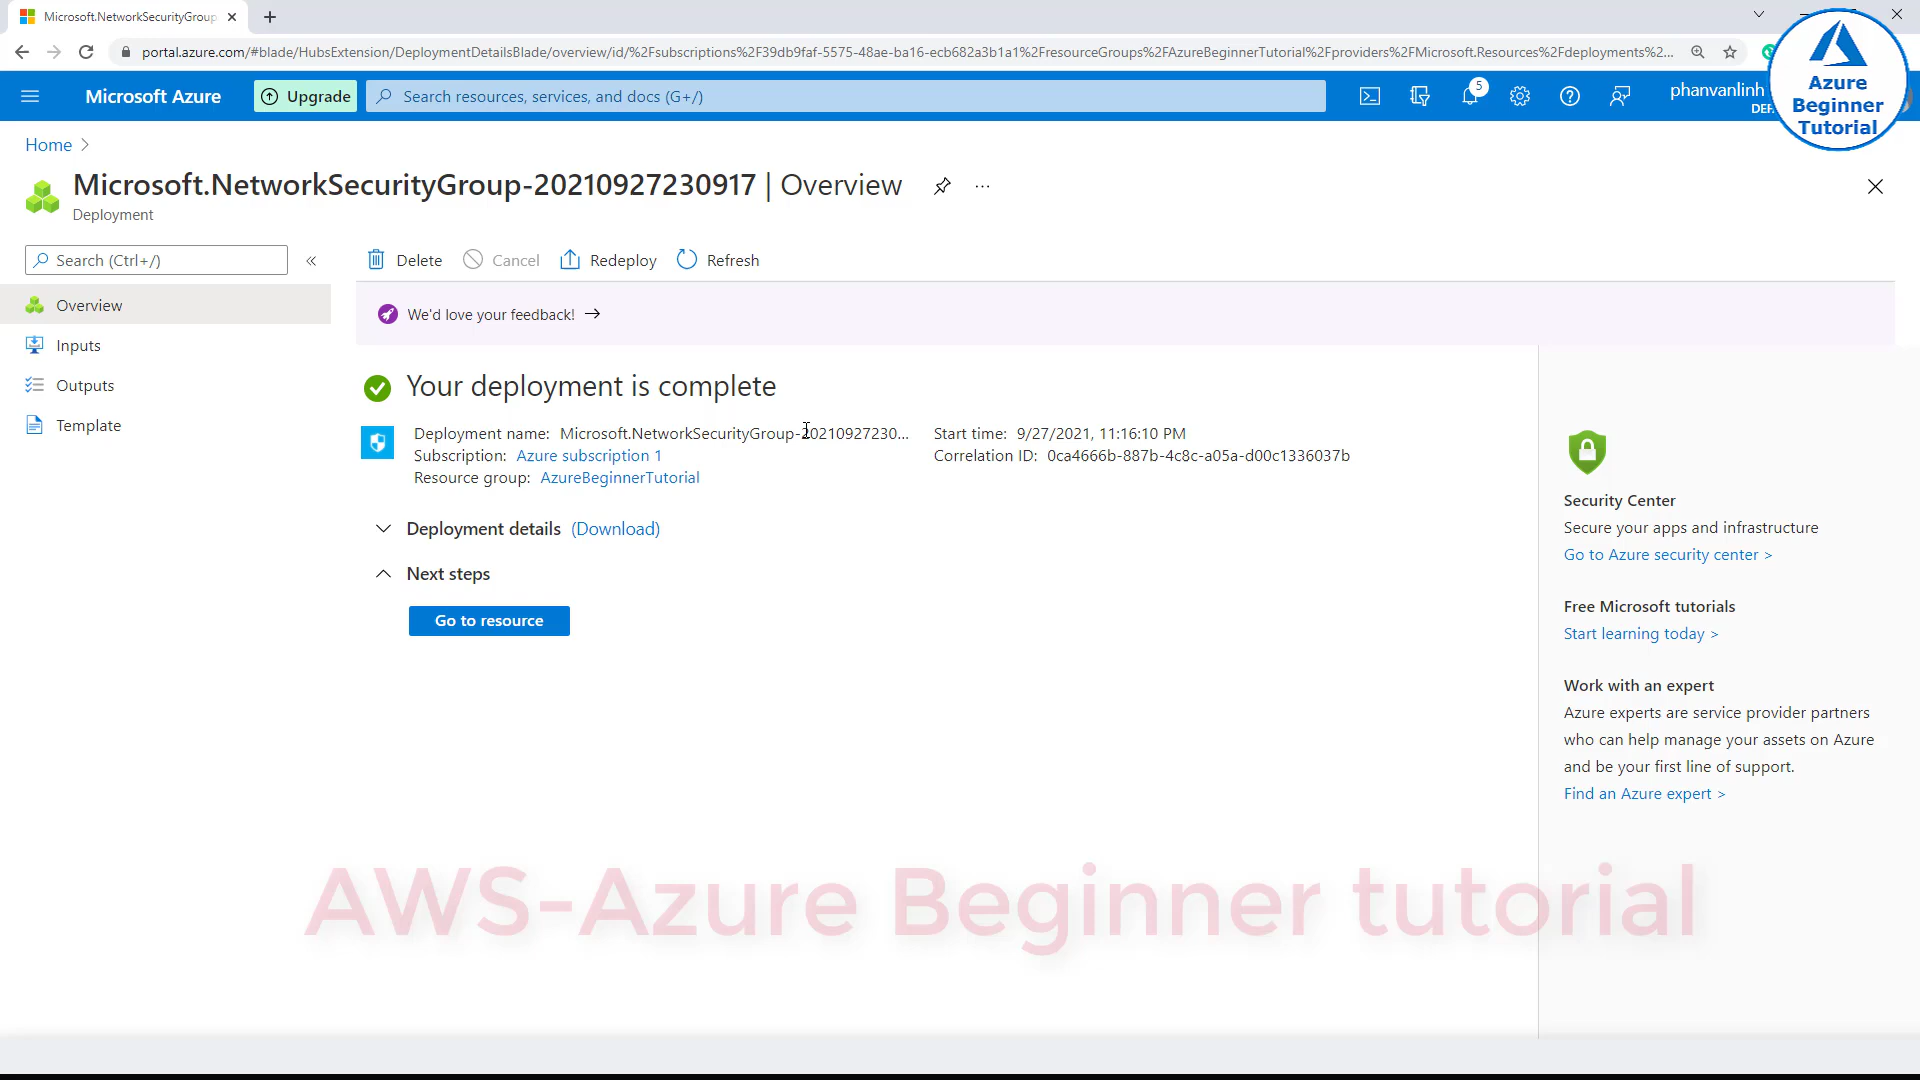 Microsoft.NetworkSecurityGroup
portal.azure.com/#blade/HubsExtension/DeploymentDetailsBlade/overview/id/%2Fsubscriptions%2F39db9faf-5575-48ae-ba16-ecb682a3b1a1%2FresourceGroups%2FAzureBeginnerTutorial%2Fproviders%2FMicrosoft.Resources%2Fdeployments%2...
Microsoft Azure
Upgrade
Search resources, services, and docs (G+/)
5
phanvanlinh
DEF
Azure
Beginner
Tutorial
Home
Microsoft.NetworkSecurityGroup-20210927230917 | Overview
Deployment
Search (Ctrl+/)
Delete
Cancel
Redeploy
Refresh
Overview
Inputs
Outputs
Template
We'd love your feedback!
Your deployment is complete
Deployment name: Microsoft.NetworkSecurityGroup-20210927230...
Subscription: Azure subscription 1
Resource group: AzureBeginnerTutorial
Start time: 9/27/2021, 11:16:10 PM
Correlation ID: 0ca4666b-887b-4c8c-a05a-d00c1336037b
Deployment details (Download)
Next steps
Go to resource
Security Center
Secure your apps and infrastructure
Go to Azure security center >
Free Microsoft tutorials
Start learning today >
Work with an expert
Azure experts are service provider partners
who can help manage your assets on Azure
and be your first line of support.
Find an Azure expert >
AWS-Azure Beginner tutorial